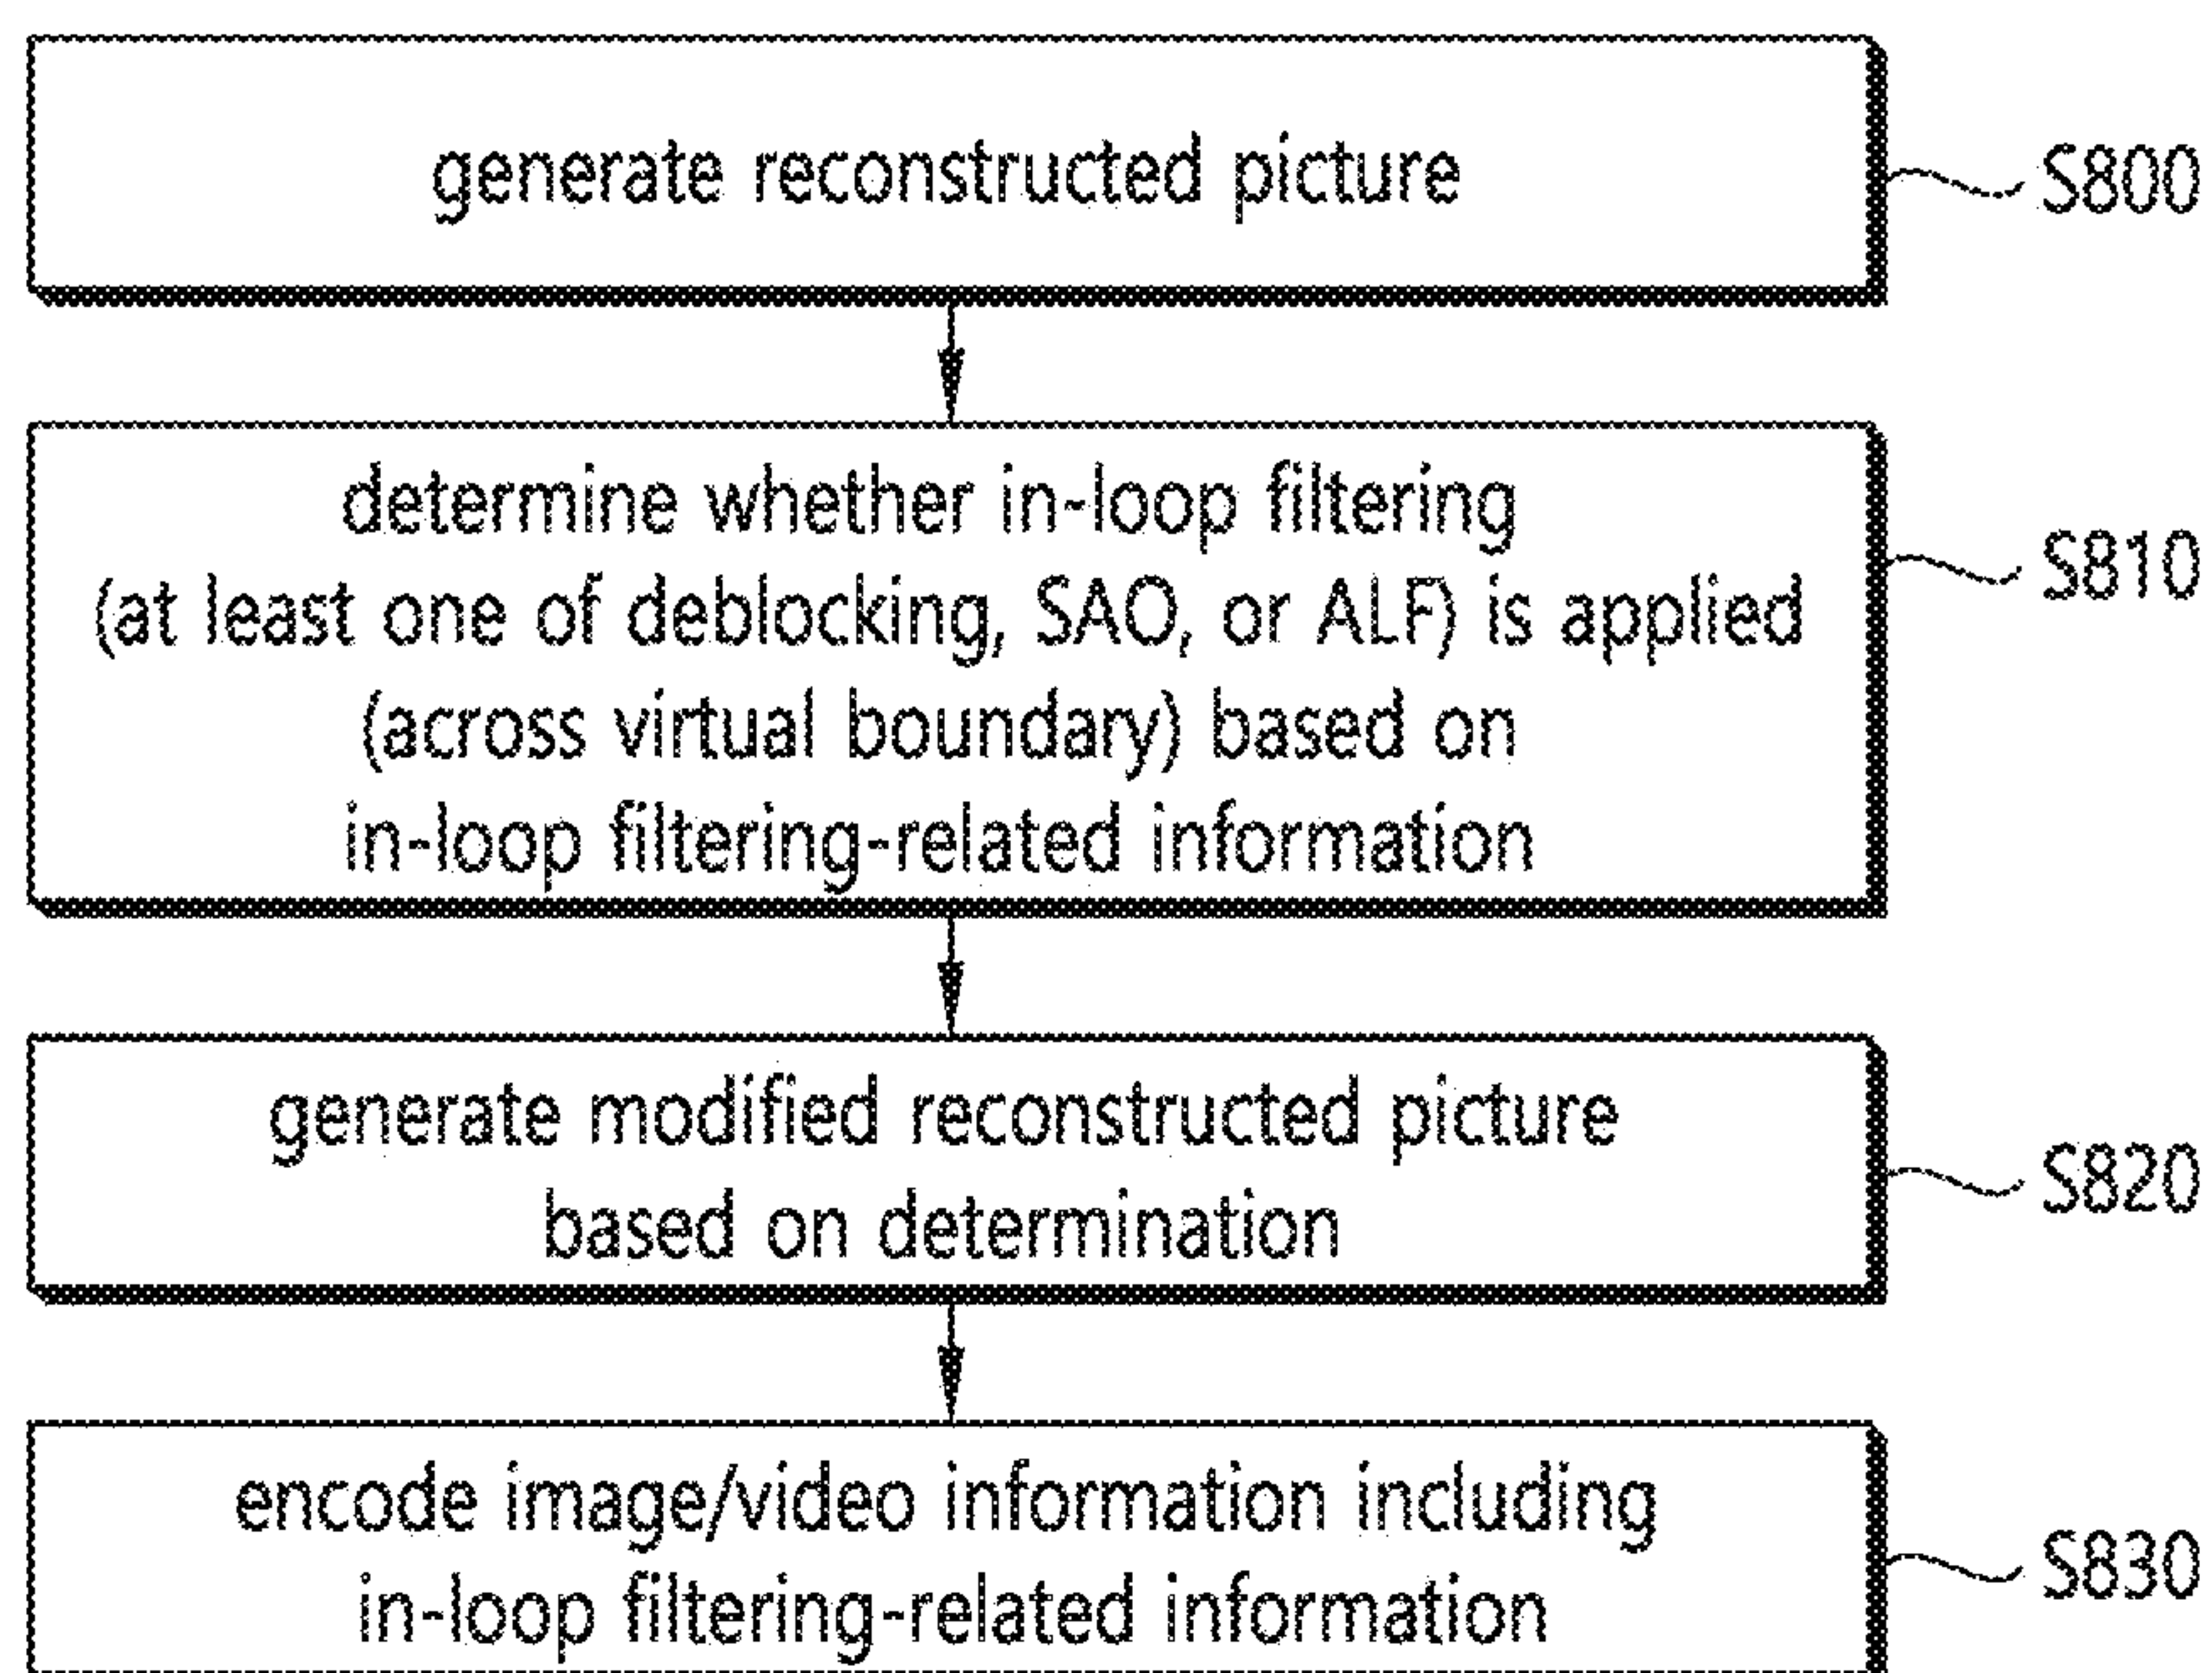 generate reconstructed picture
S800
determine whether in-loop filtering
(at least one of deblocking, SAO, or ALF) is applied
(across virtual boundary) based on
in-loop filtering-related information
S810
generate modified reconstructed picture
based on determination
S820
encode image/video information including
in-loop filtering-related information
S830